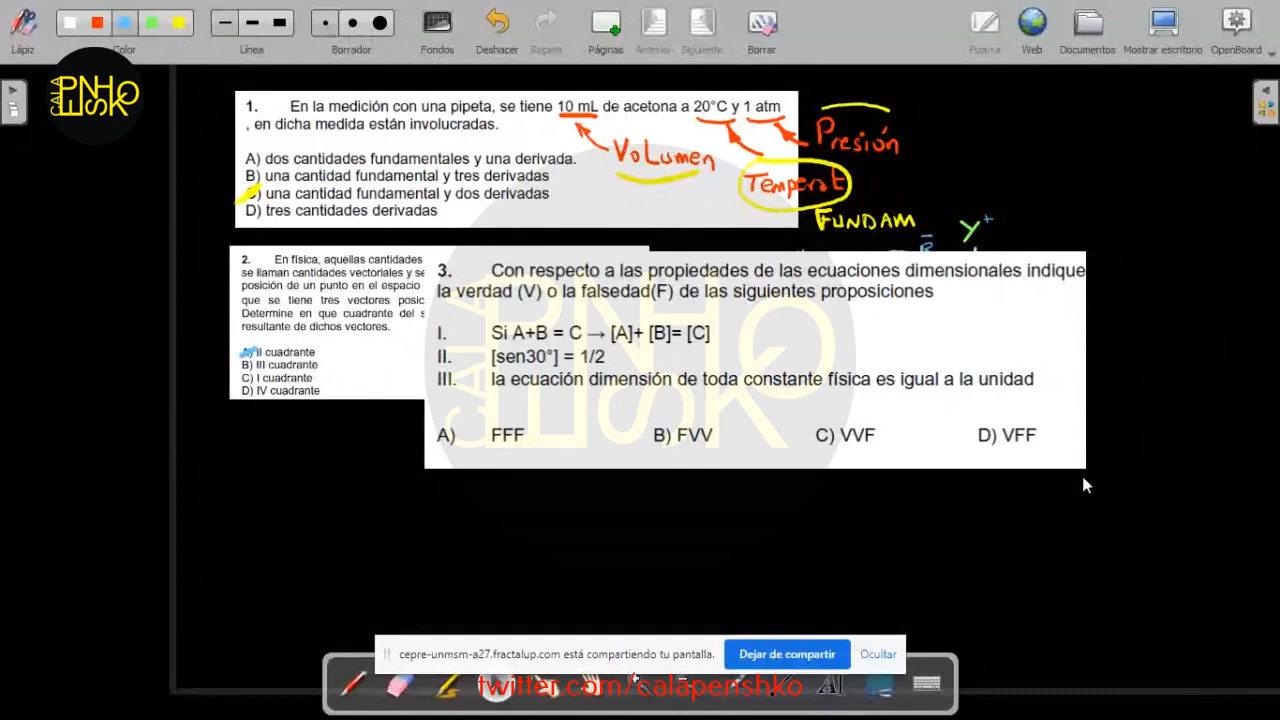 Lápiz
Color
Línea
Borrador
Fondos
Deshacer
Repetir
Páginas
Anterior
Siguiente
Borrar
Pizarra
Web
Documentos
Mostrar escritorio
OpenBoard
CALA
PENHO
ESK
1. En la medición con una pipeta, se tiene 10 mL de acetona a 20°C y 1 atm
, en dicha medida están involucradas.
A) dos cantidades fundamentales y una derivada.
B) una cantidad fundamental y tres derivadas
) una cantidad fundamental y dos derivadas
D) tres cantidades derivadas
Volumen
Presión
Temperat
FUNDAM
Y+
2. En física, aquellas cantidades
se llaman cantidades vectoriales y se
posición de un punto en el espacio
que se tiene tres vectores posic
Determine en que cuadrante del s
resultante de dichos vectores.
A) II cuadrante
B) III cuadrante
C) I cuadrante
D) IV cuadrante
3. Con respecto a las propiedades de las ecuaciones dimensionales indique
la verdad (V) o la falsedad(F) de las siguientes proposiciones
I. Si A+B = C → [A]+ [B]= [C]
II. [sen30°] = 1/2
III. la ecuación dimensión de toda constante física es igual a la unidad
A) FFF B) FVV C) VVF D) VFF
cepre-unmsm-a27.fractalup.com está compartiendo tu pantalla.
Dejar de compartir
Ocultar
twitter.com/calapenshko